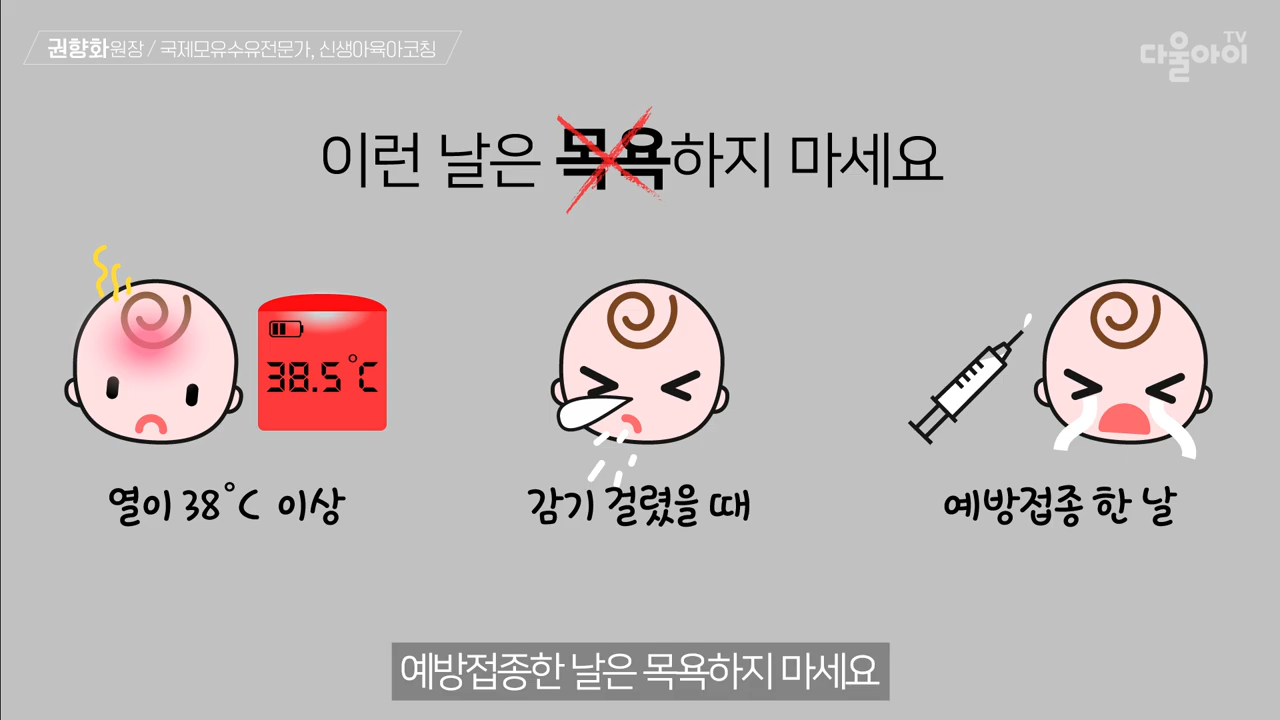 권향화원장 / 국제모유수유전문가, 신생아육아코칭
다울아이 TV
이런 날은 목욕하지 마세요
38.5°C
열이 38°C 이상
감기 걸렸을 때
예방접종 한 날
예방접종한 날은 목욕하지 마세요